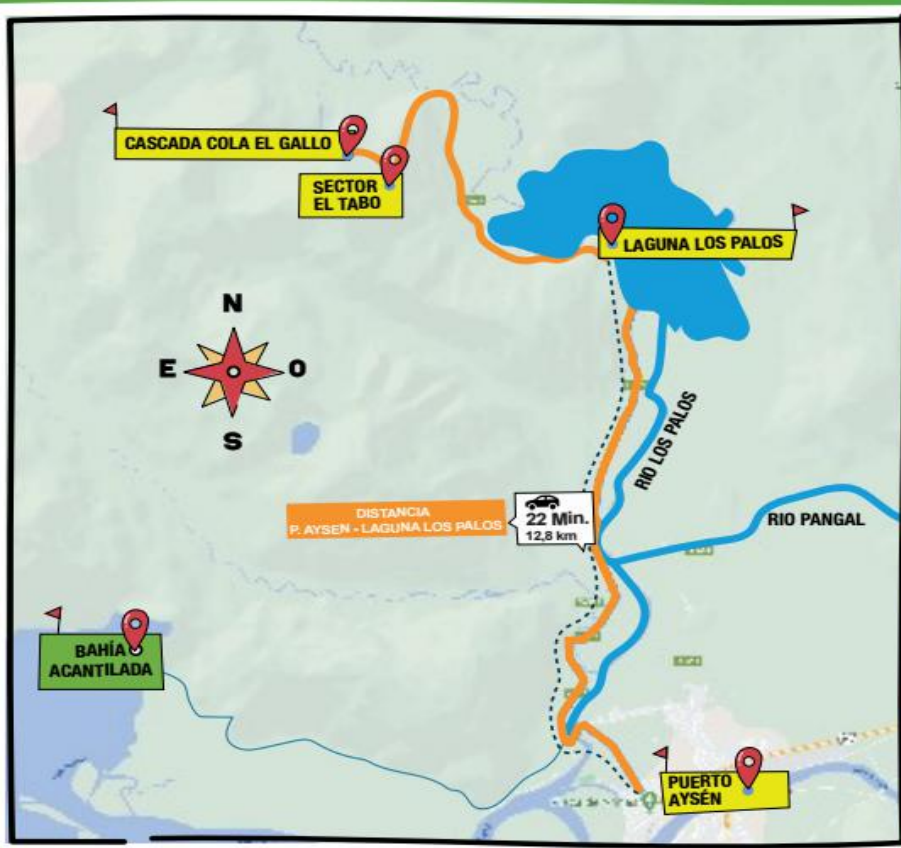 CASCADA COLA EL GALLO
SECTOR
EL TABO
LAGUNA LOS PALOS
N
E
O
S
RIO LOS PALOS
DISTANCIA
P. AYSEN - LAGUNA LOS PALOS
22 Min.
12,8 km
RIO PANGAL
BAHÍA
ACANTILADA
PUERTO
AYSÉN